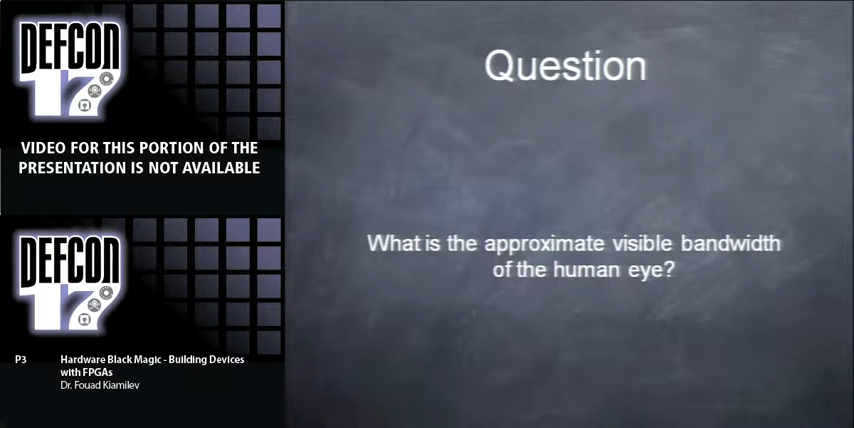 DEFCON
17
VIDEO FOR THIS PORTION OF THE
PRESENTATION IS NOT AVAILABLE
DEFCON
17
P3 Hardware Black Magic - Building Devices
with FPGAs
Dr. Fouad Kiamilev
Question
What is the approximate visible bandwidth
of the human eye?